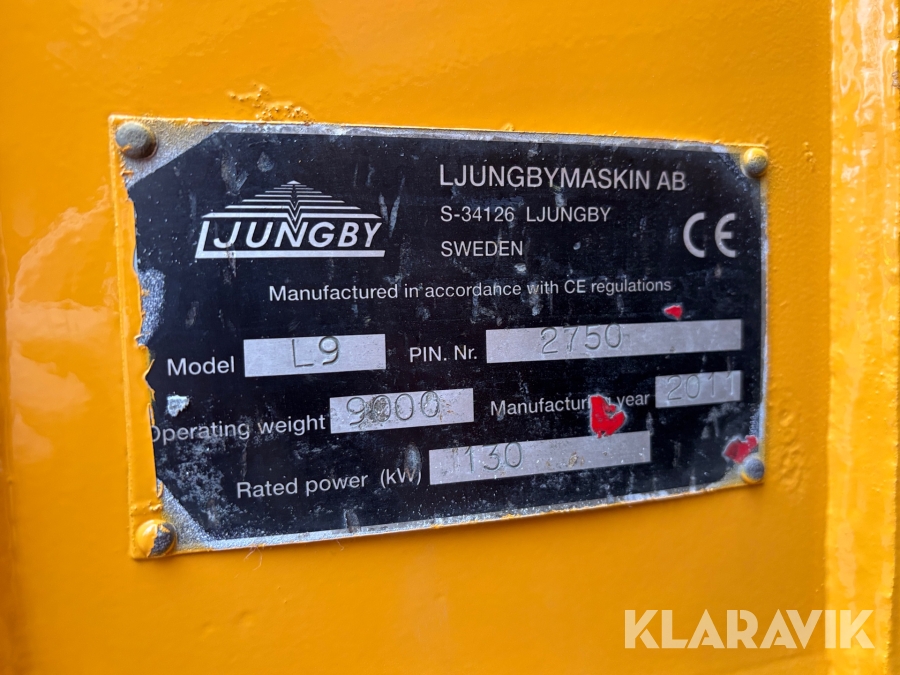 LJUNGBY
LJUNGBYMASKIN AB
S-34126 LJUNGBY
SWEDEN
CE
Manufactured in accordance with CE regulations
Model L9 PIN. Nr. 2750
Operating weight 9000 Manufacturing year 2011
Rated power (kW) 130
KLARAVIK